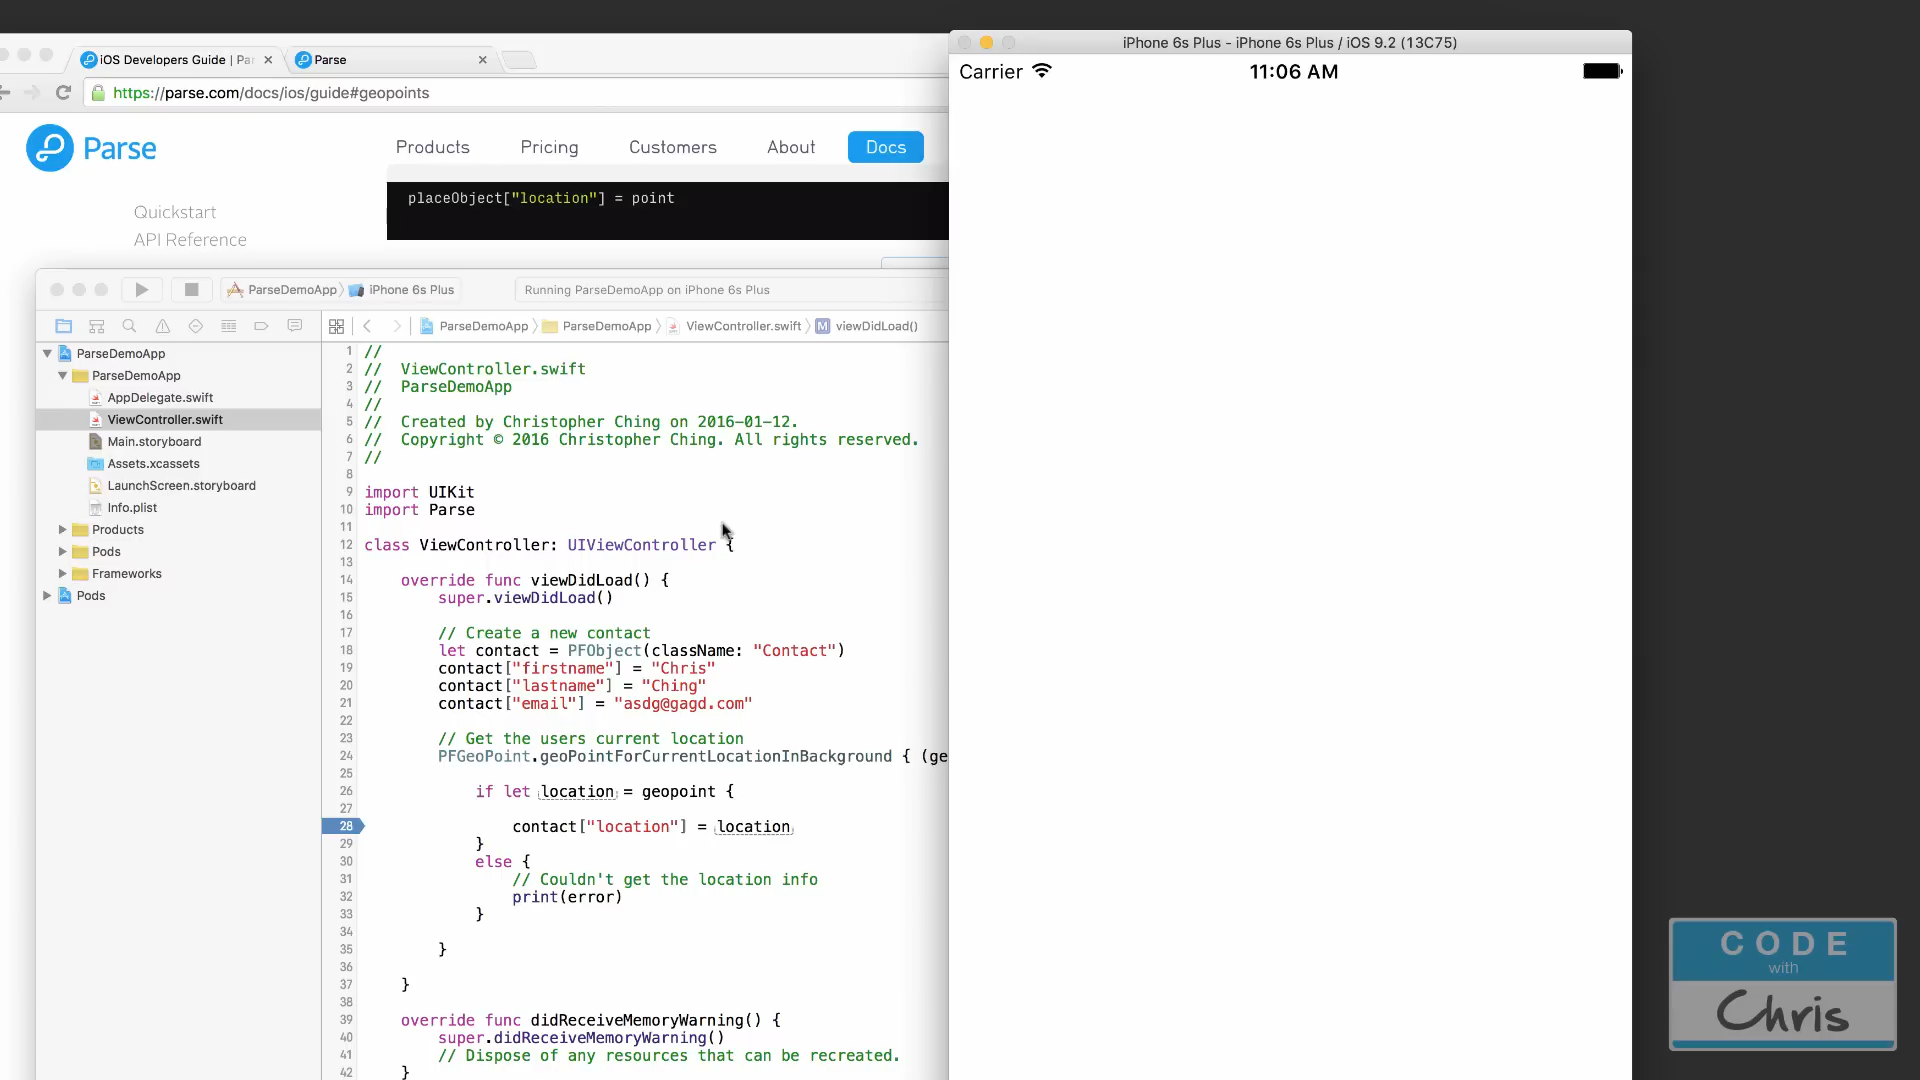 iOS Developers Guide | Par
Parse
https://parse.com/docs/ios/guide#geopoints
Parse
Products
Pricing
Customers
About
Docs
placeObject["location"] = point
Quickstart
API Reference
ParseDemoApp
iPhone 6s Plus
Running ParseDemoApp on iPhone 6s Plus
ParseDemoApp
ParseDemoApp
ViewController.swift
M
viewDidLoad()
ParseDemoApp
ParseDemoApp
AppDelegate.swift
ViewController.swift
Main.storyboard
Assets.xcassets
LaunchScreen.storyboard
Info.plist
Products
Pods
Frameworks
Pods
1 //
2 //  ViewController.swift
3 //  ParseDemoApp
4 //
5 //  Created by Christopher Ching on 2016-01-12.
6 //  Copyright © 2016 Christopher Ching. All rights reserved.
7 //
8
9 import UIKit
10 import Parse
11
12 class ViewController: UIViewController {
13
14     override func viewDidLoad() {
15         super.viewDidLoad()
16
17         // Create a new contact
18         let contact = PFObject(className: "Contact")
19         contact["firstname"] = "Chris"
20         contact["lastname"] = "Ching"
21         contact["email"] = "asdg@gagd.com"
22
23         // Get the users current location
24         PFGeoPoint.geoPointForCurrentLocationInBackground { (ge
25
26             if let location = geopoint {
27
28                 contact["location"] = location
29             }
30             else {
31                 // Couldn't get the location info
32                 print(error)
33             }
34
35         }
36
37     }
38
39     override func didReceiveMemoryWarning() {
40         super.didReceiveMemoryWarning()
41         // Dispose of any resources that can be recreated.
42     }
iPhone 6s Plus - iPhone 6s Plus / iOS 9.2 (13C75)
Carrier
11:06 AM
CODE
with
Chris